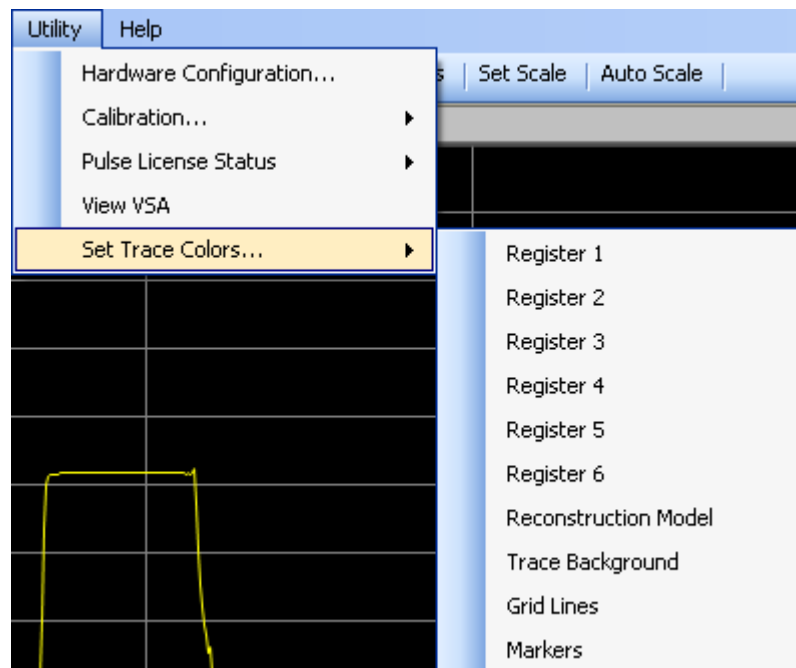 Utility Help
Hardware Configuration...
Set Scale | Auto Scale |
Calibration...
Pulse License Status
View VSA
Set Trace Colors...
Register 1
Register 2
Register 3
Register 4
Register 5
Register 6
Reconstruction Model
Trace Background
Grid Lines
Markers